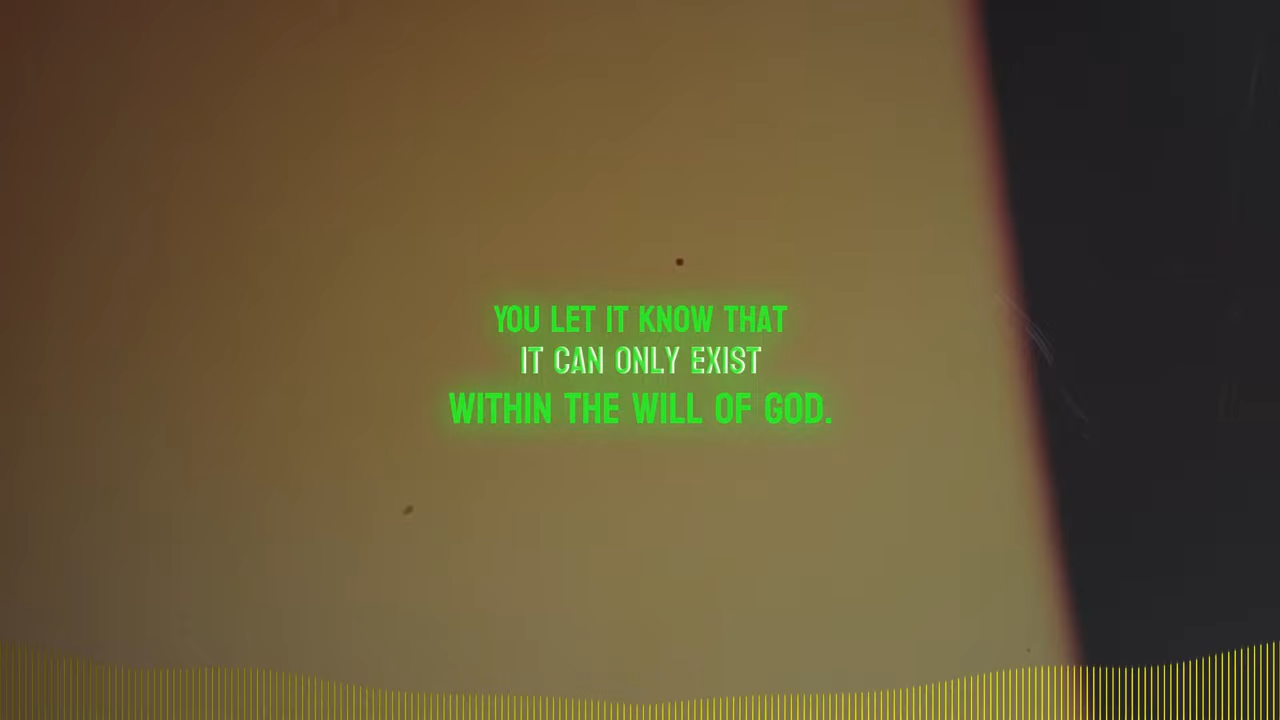 YOU LET IT KNOW THAT
IT CAN ONLY EXIST
WITHIN THE WILL OF GOD.